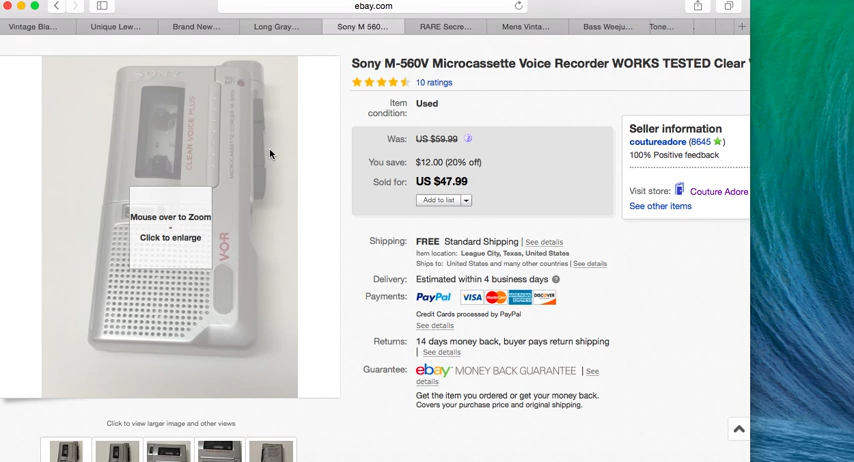 ebay.com
Vintage Bla...
Unique Lew...
Brand New...
Long Gray...
Sony M 560...
RARE Secre...
Mens Vinta...
Bass Weeju...
Tone...
+
SONY
CLEAR VOICE PLUS
MICROCASSETTE-CORDER M-560V
V·O·R
Mouse over to Zoom
-
Click to enlarge
Click to view larger image and other views
Sony M-560V Microcassette Voice Recorder WORKS TESTED Clear
10 ratings
Item condition: Used
Was: US $59.99
You save: $12.00 (20% off)
Sold for: US $47.99
Add to list
Shipping: FREE Standard Shipping | See details
Item location: League City, Texas, United States
Ships to: United States and many other countries | See details
Delivery: Estimated within 4 business days
Payments: PayPal VISA MasterCard AMERICAN EXPRESS DISCOVER
Credit Cards processed by PayPal
See details
Returns: 14 days money back, buyer pays return shipping
| See details
Guarantee: ebay MONEY BACK GUARANTEE | See
details
Get the item you ordered or get your money back.
Covers your purchase price and original shipping.
Seller information
coutureadore (8645)
100% Positive feedback
Visit store: Couture Adore
See other items